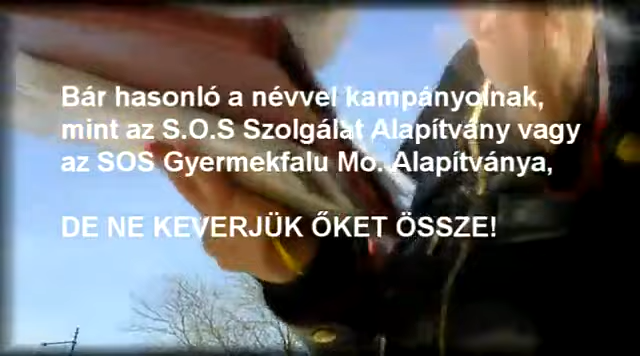 Bár hasonló a névvel kampányolnak,
mint az S.O.S Szolgálat Alapítvány vagy
az SOS Gyermekfalu Mo. Alapítványa,
DE NE KEVERJÜK ŐKET ÖSSZE!